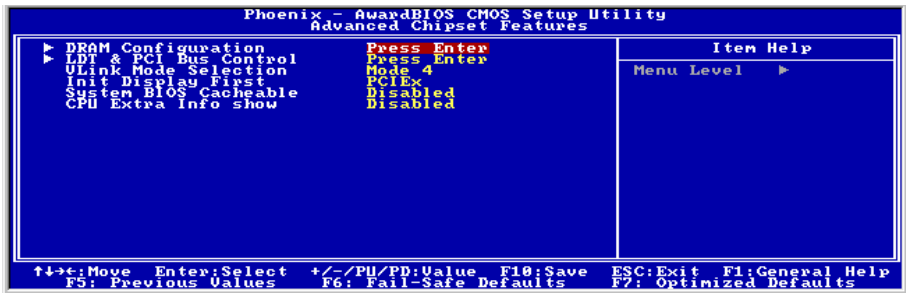 Phoenix - AwardBIOS CMOS Setup Utility
Advanced Chipset Features
► DRAM Configuration Press Enter
► LDT & PCI Bus Control Press Enter
VLink Mode Selection Mode 4
Init Display First PCIEx
System BIOS Cacheable Disabled
CPU Extra Info show Disabled
Item Help
Menu Level ►
↑↓→←:Move Enter:Select +/-/PU/PD:Value F10:Save ESC:Exit F1:General Help
F5: Previous Values F6: Fail-Safe Defaults F7: Optimized Defaults